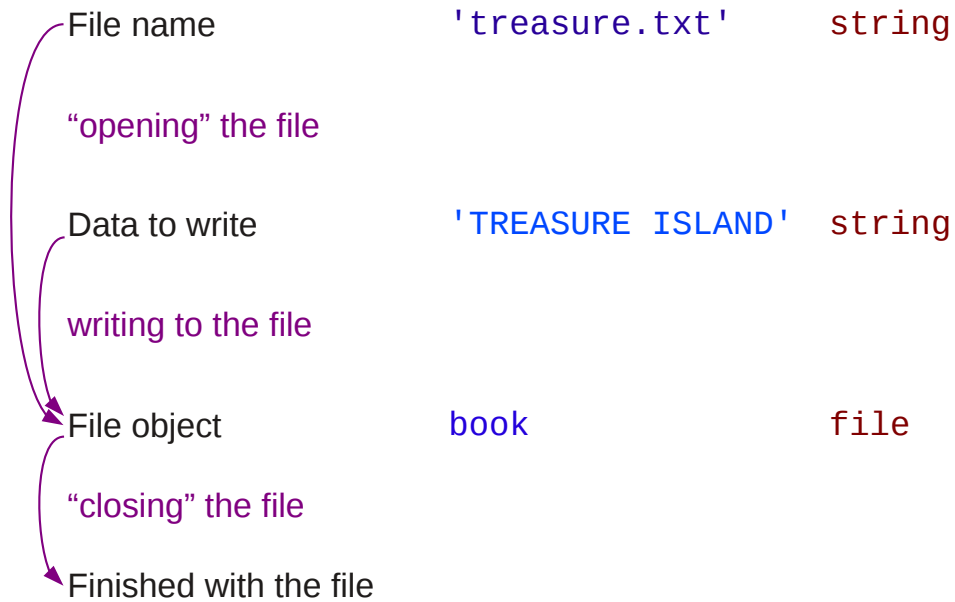 File name 'treasure.txt' string
“opening” the file
Data to write 'TREASURE ISLAND' string
writing to the file
File object book file
“closing” the file
Finished with the file